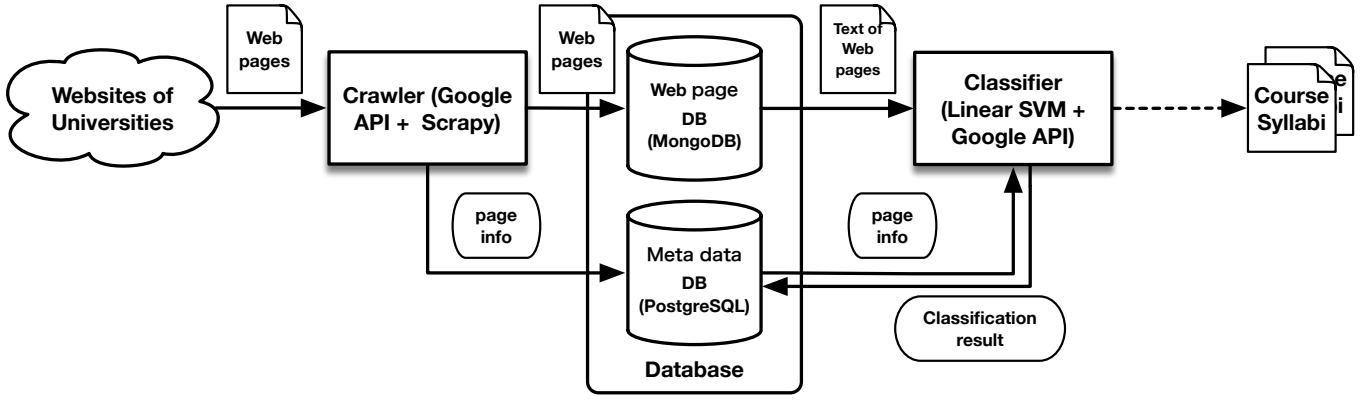 Web
pages
Web
pages
Text of
Web
pages
Websites of
Universities
Crawler (Google
API + Scrapy)
Web page
DB
(MongoDB)
Classifier
(Linear SVM +
Google API)
Course
Syllabi
e
i
page
info
Meta data
DB
(PostgreSQL)
page
info
Classification
result
Database